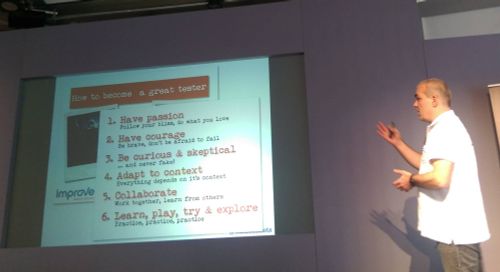 How to become a great tester
1. Have passion
Follow your bliss, do what you love
2. Have courage
Be brave, don't be afraid to fail
3. Be curious & skeptical
... and never fake!
4. Adapt to context
Everything depends on it's context
5. Collaborate
Work together, learn from others
6. Learn, play, try & explore
Practice, practice, practice
improve